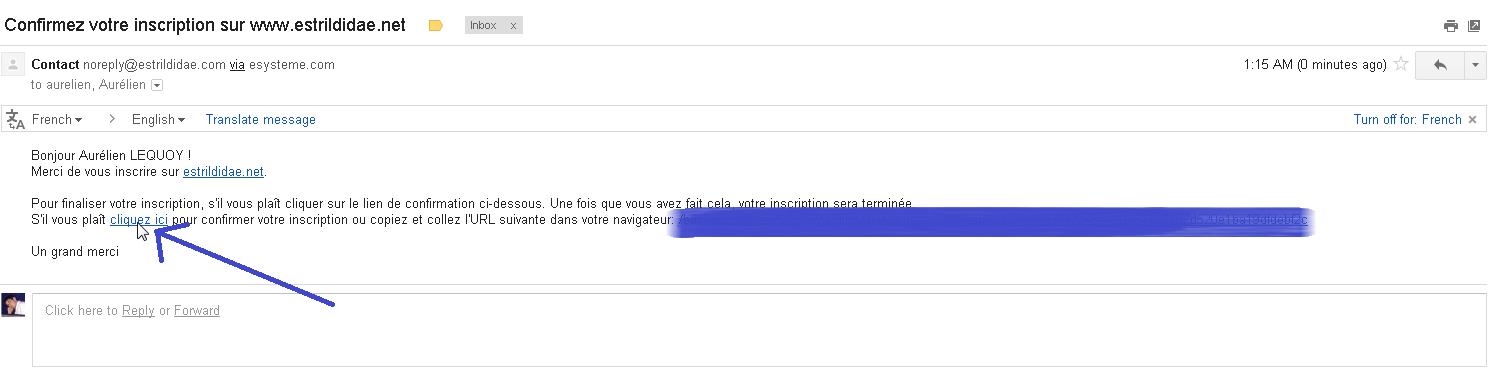 Confirmez votre inscription sur www.estrildidae.net
Inbox x
Contact noreply@estrildidae.com via esysteme.com
1:15 AM (0 minutes ago)
to aurelien, Aurélien
French > English Translate message
Turn off for: French ×
Bonjour Aurélien LEQUOY !
Merci de vous inscrire sur estrildidae.net.
Pour finaliser votre inscription, s'il vous plaît cliquer sur le lien de confirmation ci-dessous. Une fois que vous avez fait cela, votre inscription sera terminée.
S'il vous plaît cliquez ici pour confirmer votre inscription ou copiez et collez l'URL suivante dans votre navigateur:
Un grand merci
Click here to Reply or Forward